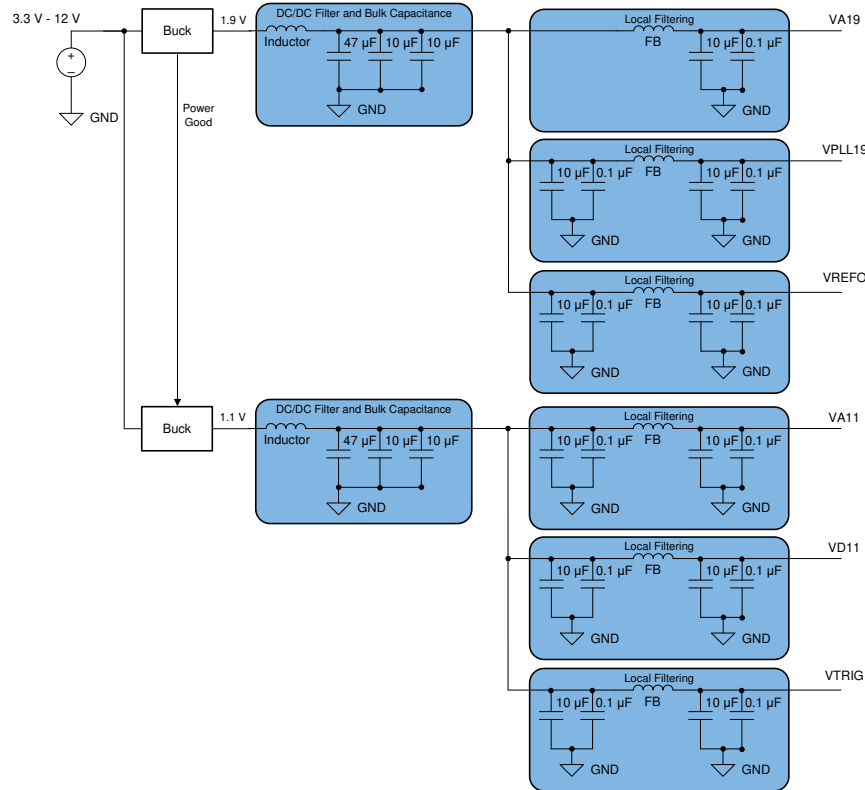 3.3 V - 12 V
+
−
GND
Buck
1.9 V
Power
Good
DC/DC Filter and Bulk Capacitance
Inductor
47 µF
10 µF
10 µF
GND
Local Filtering
FB
10 µF
0.1 µF
GND
VA19
Local Filtering
10 µF
0.1 µF
FB
10 µF
0.1 µF
GND
GND
VPLL19
Local Filtering
10 µF
0.1 µF
FB
10 µF
0.1 µF
GND
GND
VREFO
Buck
1.1 V
DC/DC Filter and Bulk Capacitance
Inductor
47 µF
10 µF
10 µF
GND
Local Filtering
10 µF
0.1 µF
FB
10 µF
0.1 µF
GND
GND
VA11
Local Filtering
10 µF
0.1 µF
FB
10 µF
0.1 µF
GND
GND
VD11
Local Filtering
10 µF
0.1 µF
FB
10 µF
0.1 µF
GND
GND
VTRIG